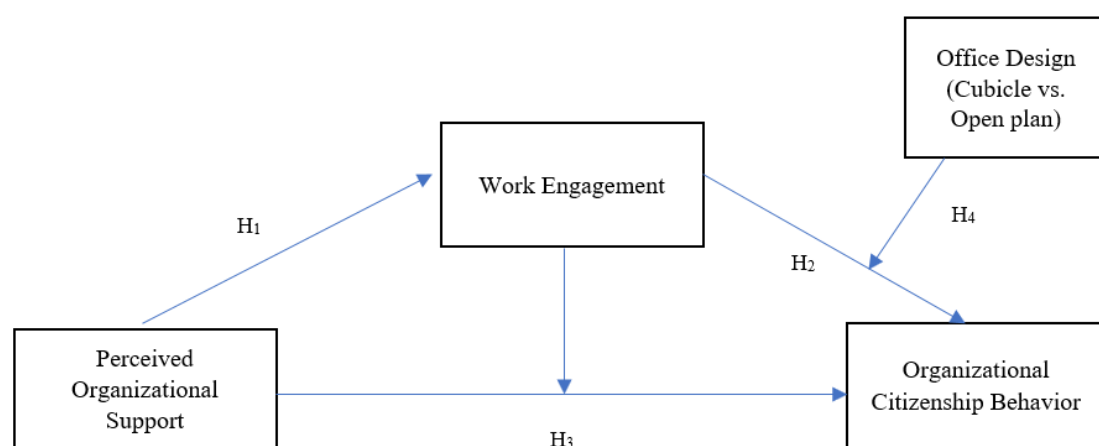 Office Design
(Cubicle vs.
Open plan)
Work Engagement
H₁
H₄
H₂
Perceived
Organizational
Support
Organizational
Citizenship Behavior
H₃